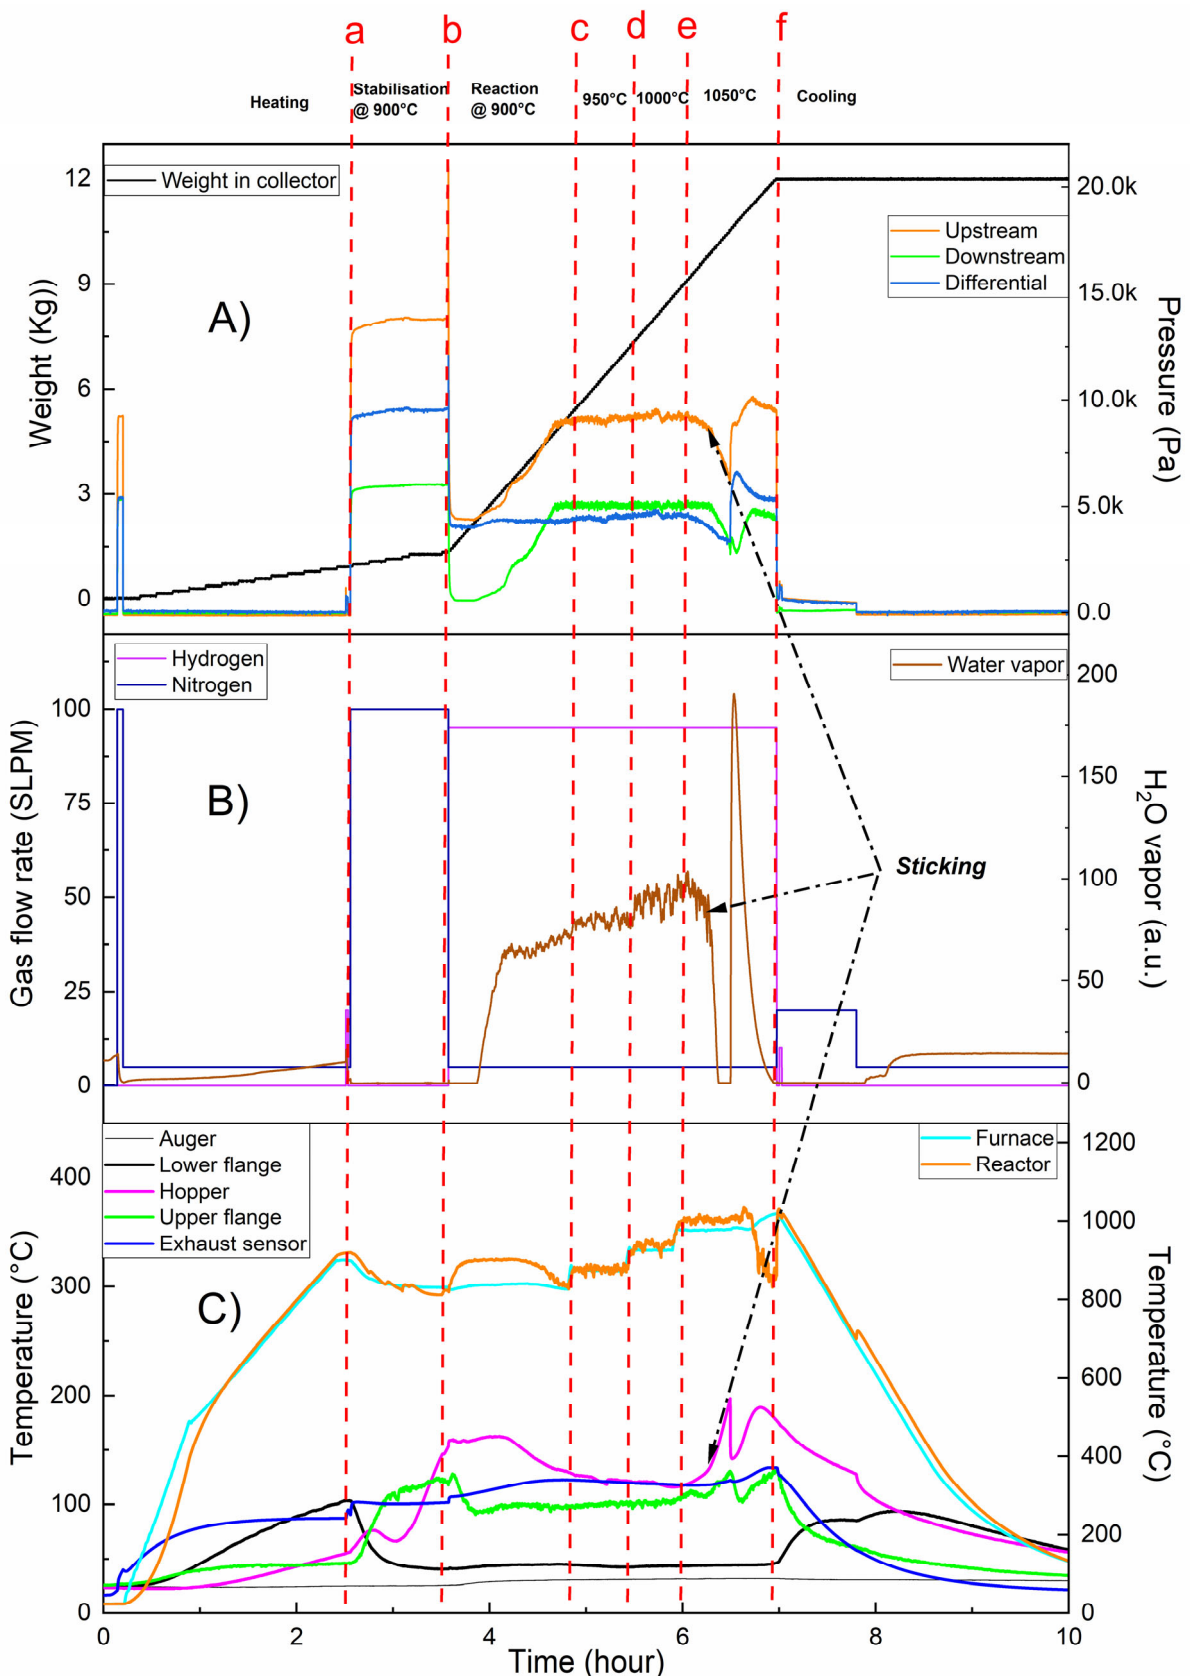 a b c d e f
Heating
Stabilisation
@ 900°C
Reaction
@ 900°C
950°C
1000°C
1050°C
Cooling
Weight in collector
Upstream
Downstream
Differential
A)
Weight (Kg))
12
9
6
3
0
20.0k
15.0k
10.0k
5.0k
0.0
Pressure (Pa)
Hydrogen
Nitrogen
Water vapor
B)
Gas flow rate (SLPM)
100
75
50
25
0
200
150
100
50
0
H₂O vapor (a.u.)
Sticking
Auger
Lower flange
Hopper
Upper flange
Exhaust sensor
Furnace
Reactor
C)
Temperature (°C)
400
300
200
100
0
1200
1000
800
600
400
200
0
Temperature (°C)
0 2 4 6 8 10
Time (hour)